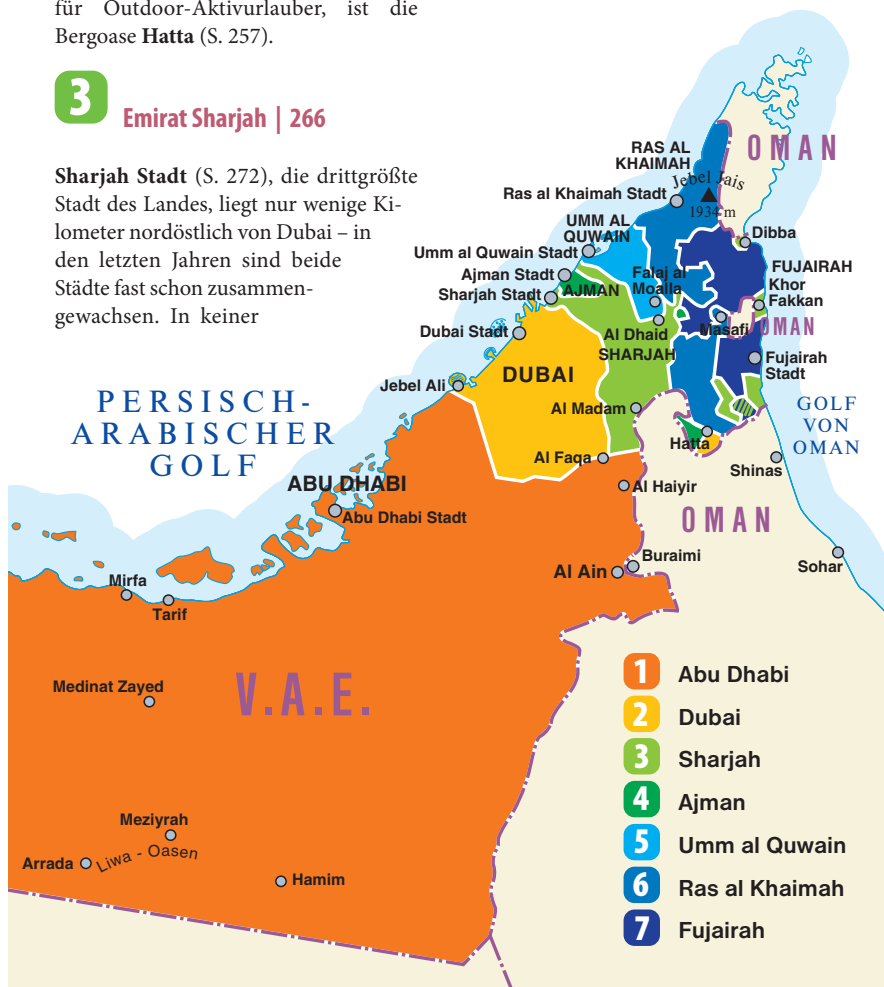 für Outdoor-Aktivurlauber, ist die
Bergoase Hatta (S. 257).
3
Emirat Sharjah | 266
Sharjah Stadt (S. 272), die drittgrößte
Stadt des Landes, liegt nur wenige Ki-
lometer nordöstlich von Dubai – in
den letzten Jahren sind beide
Städte fast schon zusammen-
gewachsen. In keiner
OMAN
RAS AL
KHAIMAH
Jebel Jais
1934 m
Ras al Khaimah Stadt
UMM AL
QUWAIN
Dibba
Umm al Quwain Stadt
FUJAIRAH
Ajman Stadt
Falaj al
Moalla
Khor
Fakkan
Sharjah Stadt
AJMAN
Masafi
OMAN
Dubai Stadt
Al Dhaid
SHARJAH
Fujairah
Stadt
DUBAI
Jebel Ali
PERSISCH-
ARABISCHER
GOLF
Al Madam
GOLF
VON
OMAN
Hatta
Al Faqa
Shinas
ABU DHABI
Al Haiyir
Abu Dhabi Stadt
OMAN
Buraimi
Al Ain
Sohar
Mirfa
Tarif
Medinat Zayed
V.A.E.
Meziyrah
Arrada
Liwa - Oasen
Hamim
1 Abu Dhabi
2 Dubai
3 Sharjah
4 Ajman
5 Umm al Quwain
6 Ras al Khaimah
7 Fujairah